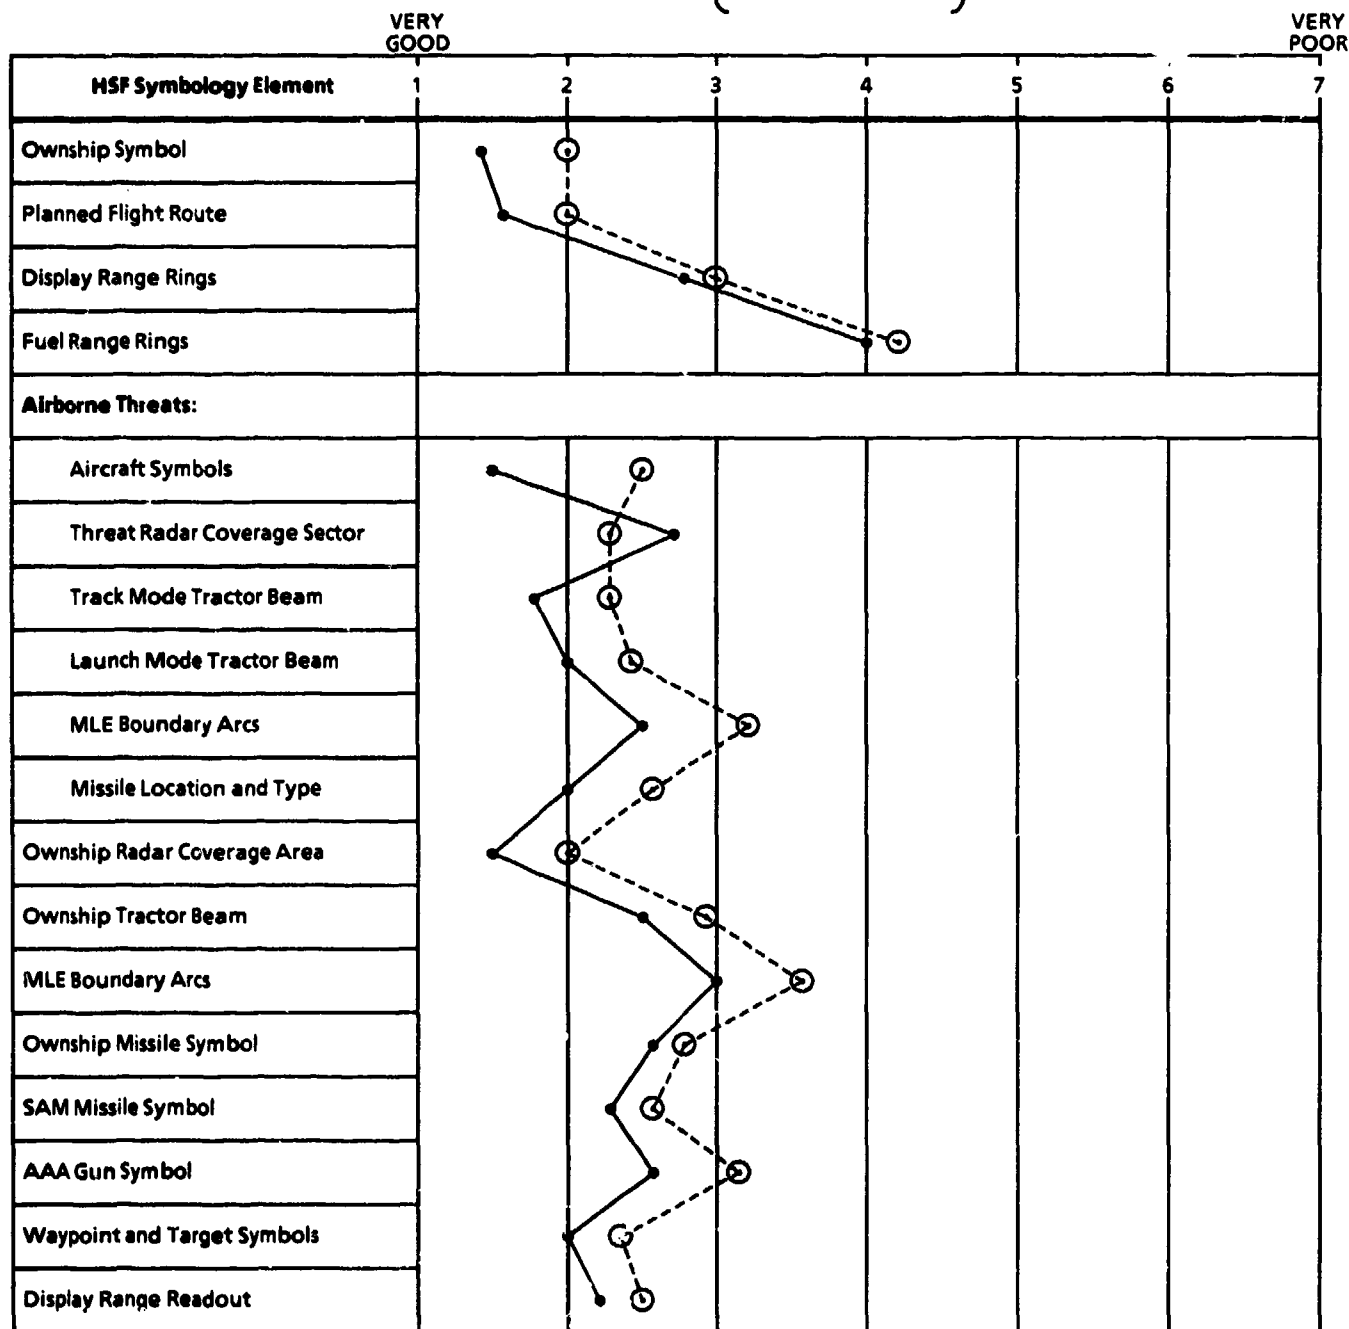 VERY
GOOD
VERY
POOR
HSF Symbology Element 1 2 3 4 5 6 7
Ownship Symbol
Planned Flight Route
Display Range Rings
Fuel Range Rings
Airborne Threats:
Aircraft Symbols
Threat Radar Coverage Sector
Track Mode Tractor Beam
Launch Mode Tractor Beam
MLE Boundary Arcs
Missile Location and Type
Ownship Radar Coverage Area
Ownship Tractor Beam
MLE Boundary Arcs
Ownship Missile Symbol
SAM Missile Symbol
AAA Gun Symbol
Waypoint and Target Symbols
Display Range Readout